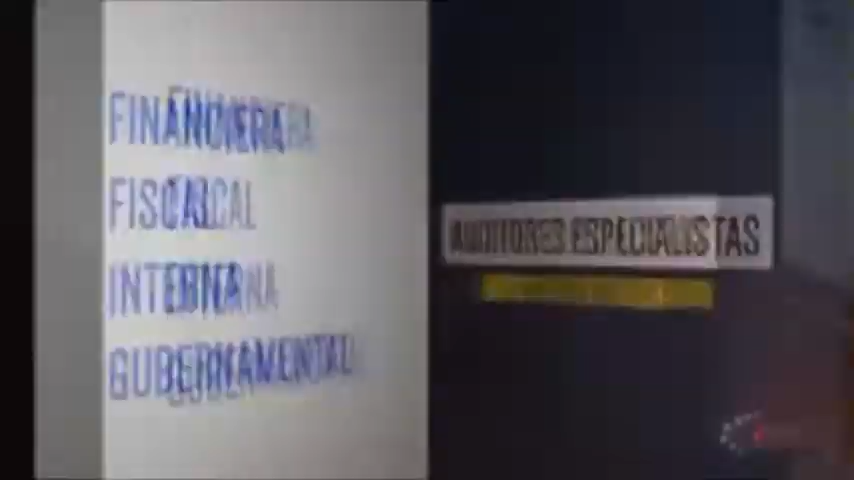 FINANCIERA
FISCAL
INTERNA
GUBERNAMENTAL
AUDITORES ESPECIALISTAS